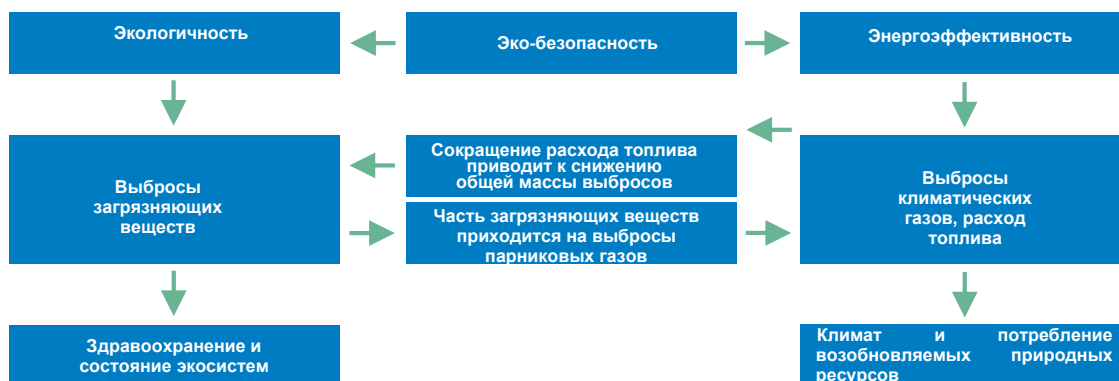 Экологичность
Эко-безопасность
Энергоэффективность
Выбросы
загрязняющих
веществ
Сокращение расхода топлива
приводит к снижению
общей массы выбросов
Часть загрязняющих веществ
приходится на выбросы
парниковых газов
Выбросы
климатических
газов, расход
топлива
Здравоохранение и
состояние экосистем
Климат и потребление
возобновляемых природных
ресурсов